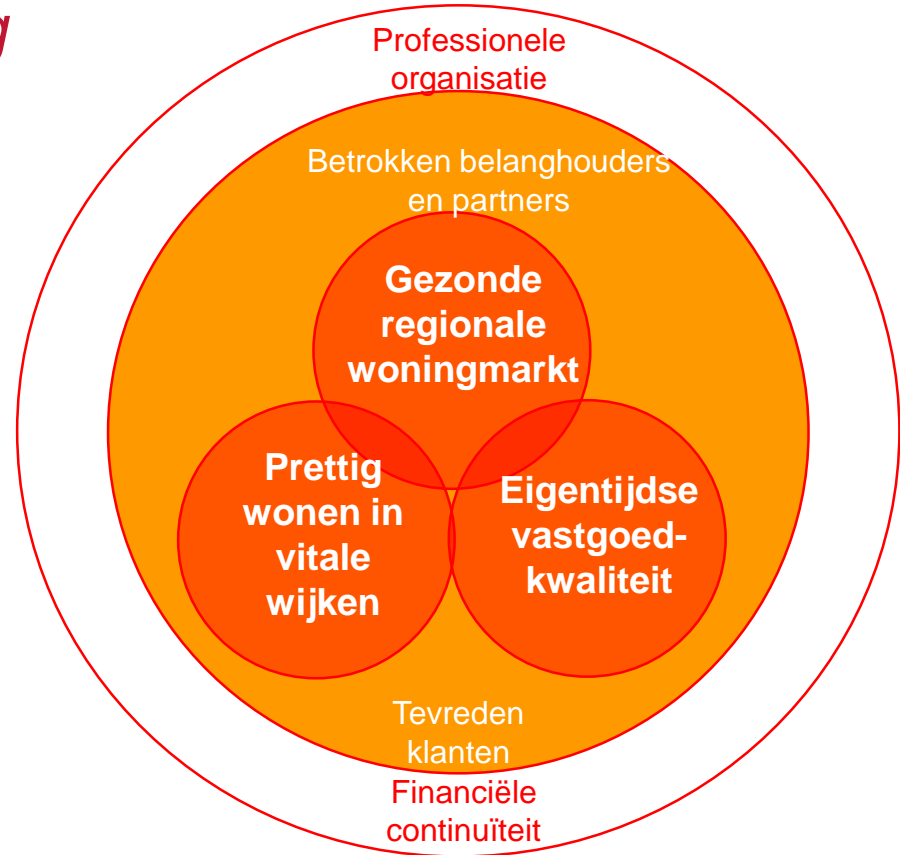 g
Professionele
organisatie
Betrokken belanghouders
en partners
Gezonde
regionale
woningmarkt
Prettig
wonen in
vitale
wijken
Eigentijdse
vastgoed-
kwaliteit
Tevreden
klanten
Financiële
continuïteit